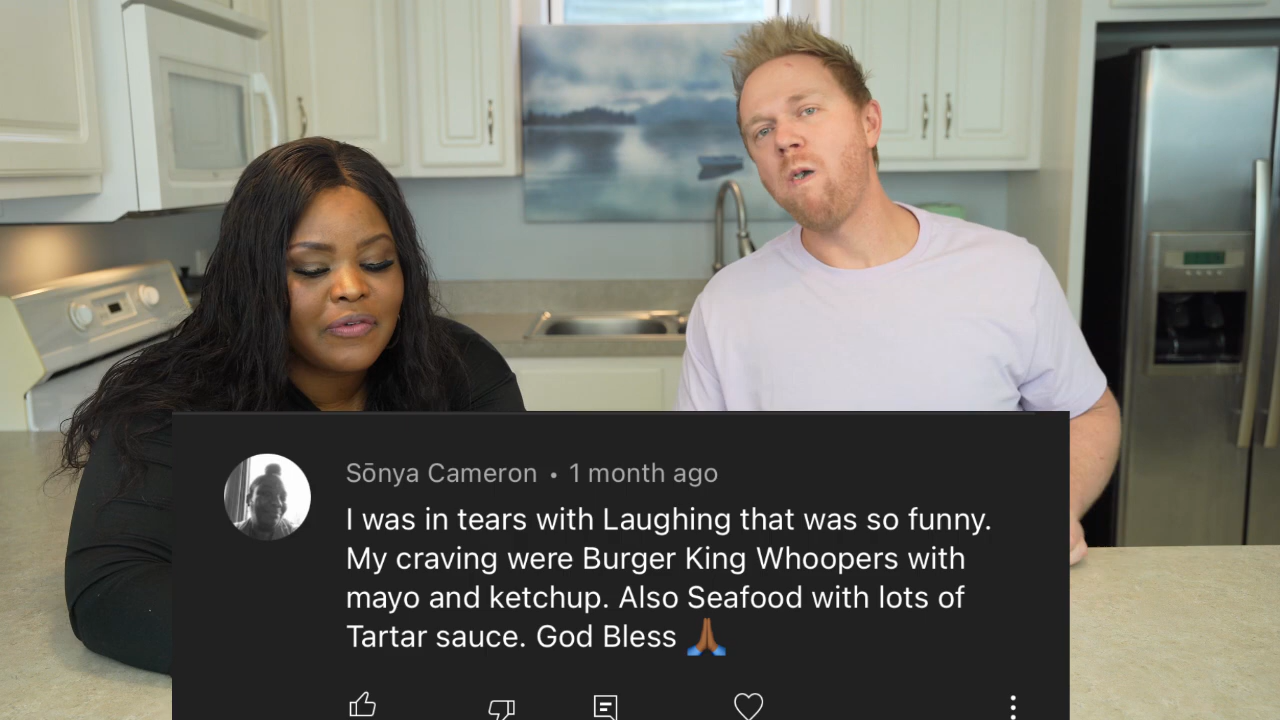 Sōnya Cameron • 1 month ago
I was in tears with Laughing that was so funny.
My craving were Burger King Whoopers with
mayo and ketchup. Also Seafood with lots of
Tartar sauce. God Bless 🙏🏾